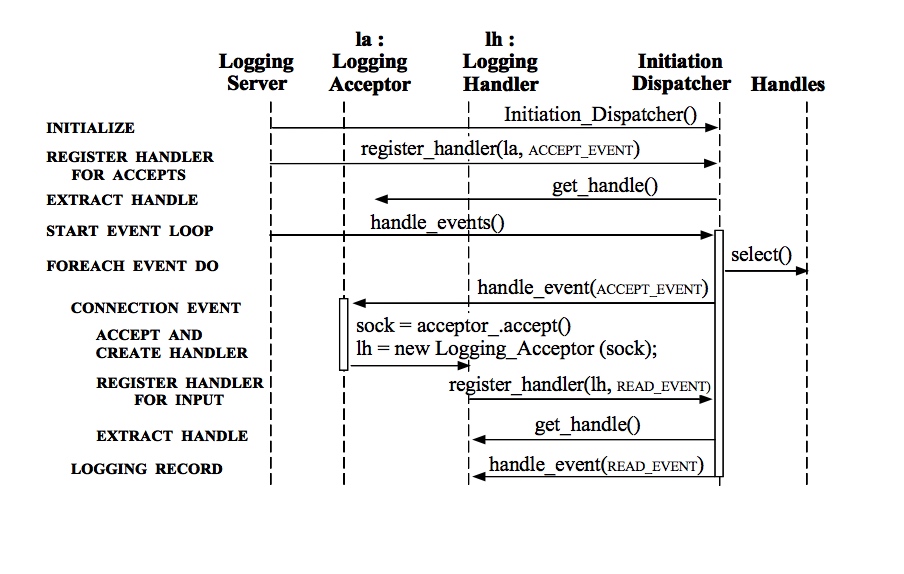 la :
lh :
Logging Logging Logging Initiation
Server Acceptor Handler Dispatcher Handles
Initiation_Dispatcher()
INITIALIZE
REGISTER HANDLER
FOR ACCEPTS
register_handler(la, ACCEPT_EVENT)
get_handle()
EXTRACT HANDLE
handle_events()
START EVENT LOOP
select()
FOREACH EVENT DO
handle_event(ACCEPT_EVENT)
CONNECTION EVENT
sock = acceptor_.accept()
ACCEPT AND
CREATE HANDLER
lh = new Logging_Acceptor (sock);
REGISTER HANDLER
FOR INPUT
register_handler(lh, READ_EVENT)
get_handle()
EXTRACT HANDLE
handle_event(READ_EVENT)
LOGGING RECORD